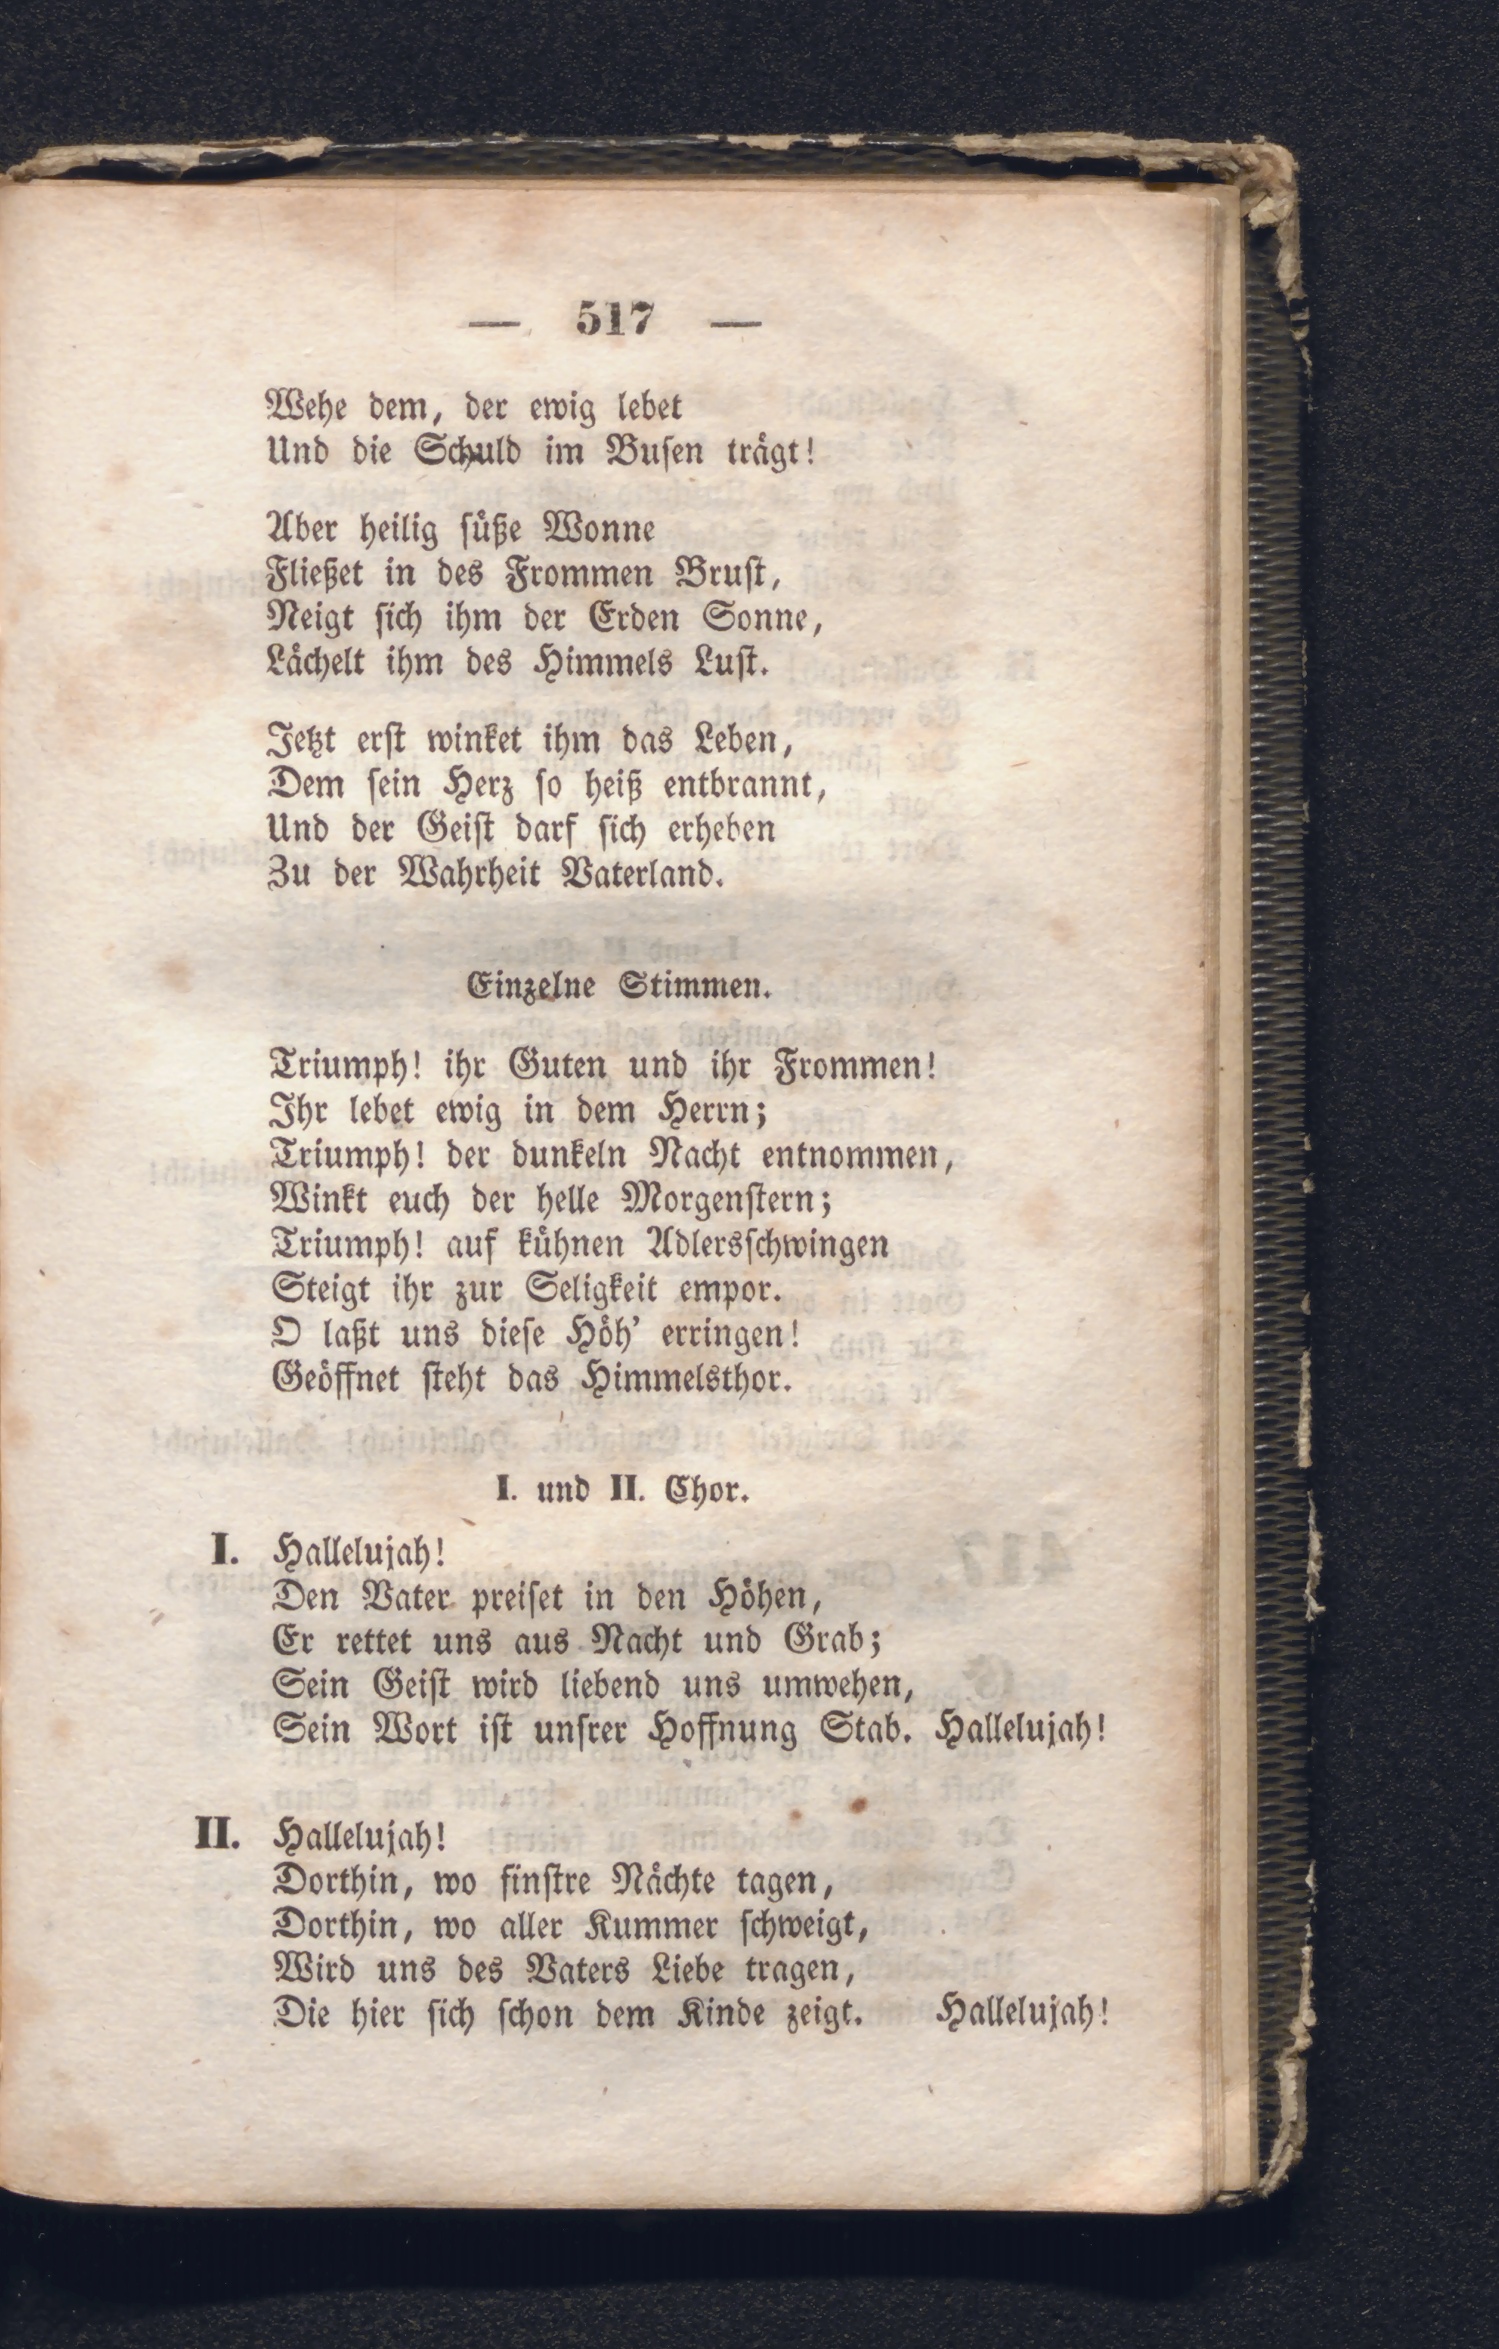 — 517 —
Wehe dem, der ewig lebet
Und die Schuld im Busen trägt!
Aber heilig süße Wonne
Fließet in des Frommen Brust,
Neigt sich ihm der Erden Sonne,
Lächelt ihm des Himmels Lust.
Jetzt erst winket ihm das Leben,
Dem sein Herz so heiß entbrannt,
Und der Geist darf sich erheben
Zu der Wahrheit Vaterland.
Einzelne Stimmen.
Triumph! ihr Guten und ihr Frommen!
Ihr lebet ewig in dem Herrn;
Triumph! der dunkeln Nacht entnommen,
Winkt euch der helle Morgenstern;
Triumph! auf kühnen Adlersschwingen
Steigt ihr zur Seligkeit empor.
O laßt uns diese Höh’ erringen!
Geöffnet steht das Himmelsthor.
I. und II. Chor.
I. Hallelujah!
Den Vater preiset in den Höhen,
Er rettet uns aus Nacht und Grab;
Sein Geist wird liebend uns umwehen,
Sein Wort ist unsrer Hoffnung Stab. Hallelujah!
II. Hallelujah!
Dorthin, wo finstre Nächte tagen,
Dorthin, wo aller Kummer schweigt,
Wird uns des Vaters Liebe tragen,
Die hier sich schon dem Kinde zeigt. Hallelujah!